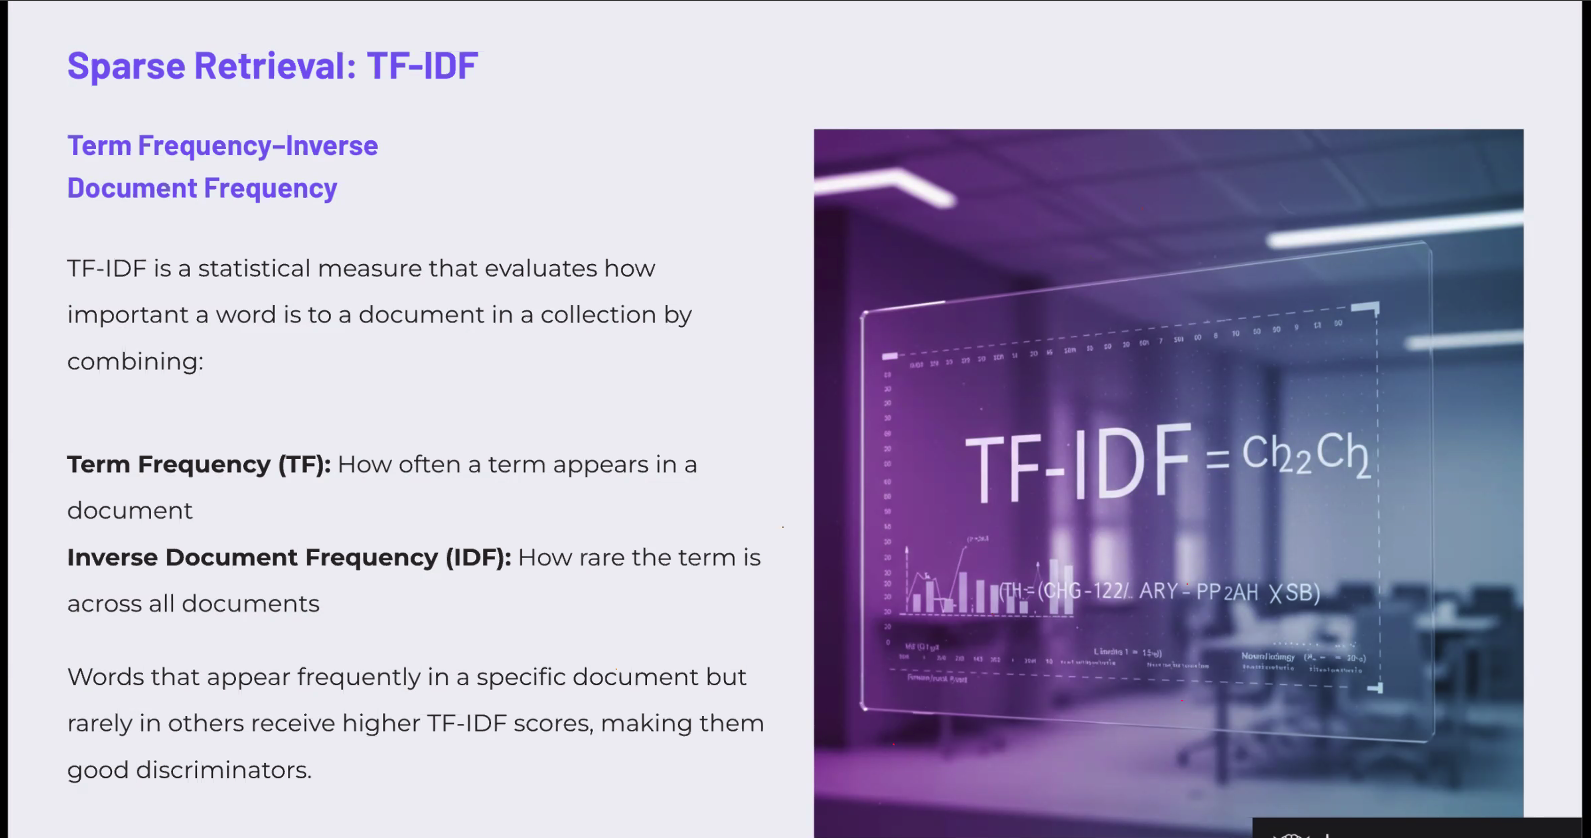 Sparse Retrieval: TF-IDF
Term Frequency–Inverse
Document Frequency
TF-IDF is a statistical measure that evaluates how
important a word is to a document in a collection by
combining:
Term Frequency (TF): How often a term appears in a
document
Inverse Document Frequency (IDF): How rare the term is
across all documents
Words that appear frequently in a specific document but
rarely in others receive higher TF-IDF scores, making them
good discriminators.
TF-IDF = Ch₂Ch₂
(TH=(CHG-122/ ARY - PP₂AH XSB)